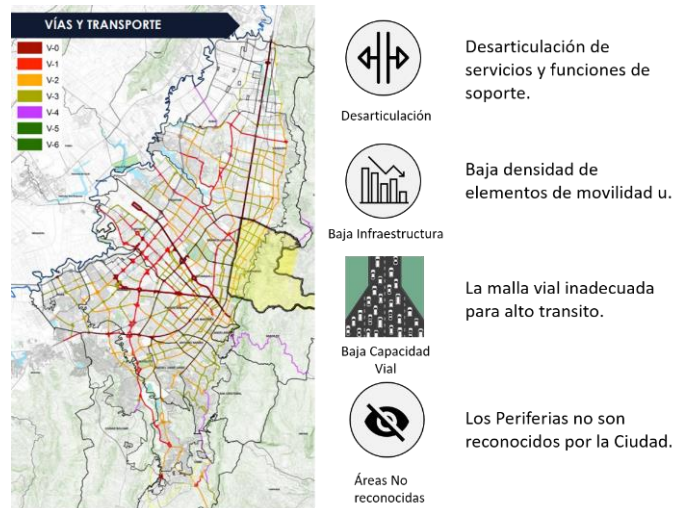 VÍAS Y TRANSPORTE
V-0
V-1
V-2
V-3
V-4
V-5
V-6
Desarticulación
Desarticulación de
servicios y funciones de
soporte.
Baja Infraestructura
Baja densidad de
elementos de movilidad u.
Baja Capacidad
Vial
La malla vial inadecuada
para alto transito.
Áreas No
reconocidas
Los Periferias no son
reconocidos por la Ciudad.